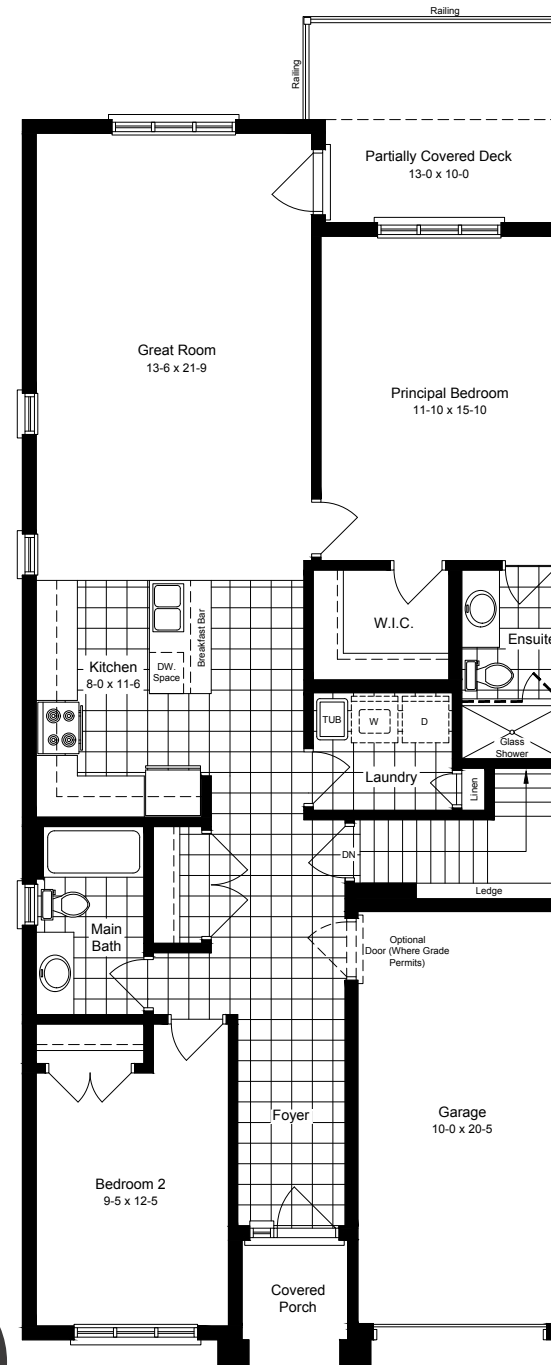 Railing
Railing
Partially Covered Deck
13-0 x 10-0
Great Room
13-6 x 21-9
Principal Bedroom
11-10 x 15-10
W.I.C.
Ensuite
Breakfast Bar
Kitchen
8-0 x 11-6
DW.
Space
TUB
W
D
Glass
Shower
Laundry
Linen
DN
Ledge
Main
Bath
Optional
Door (Where Grade
Permits)
Foyer
Garage
10-0 x 20-5
Bedroom 2
9-5 x 12-5
Covered
Porch